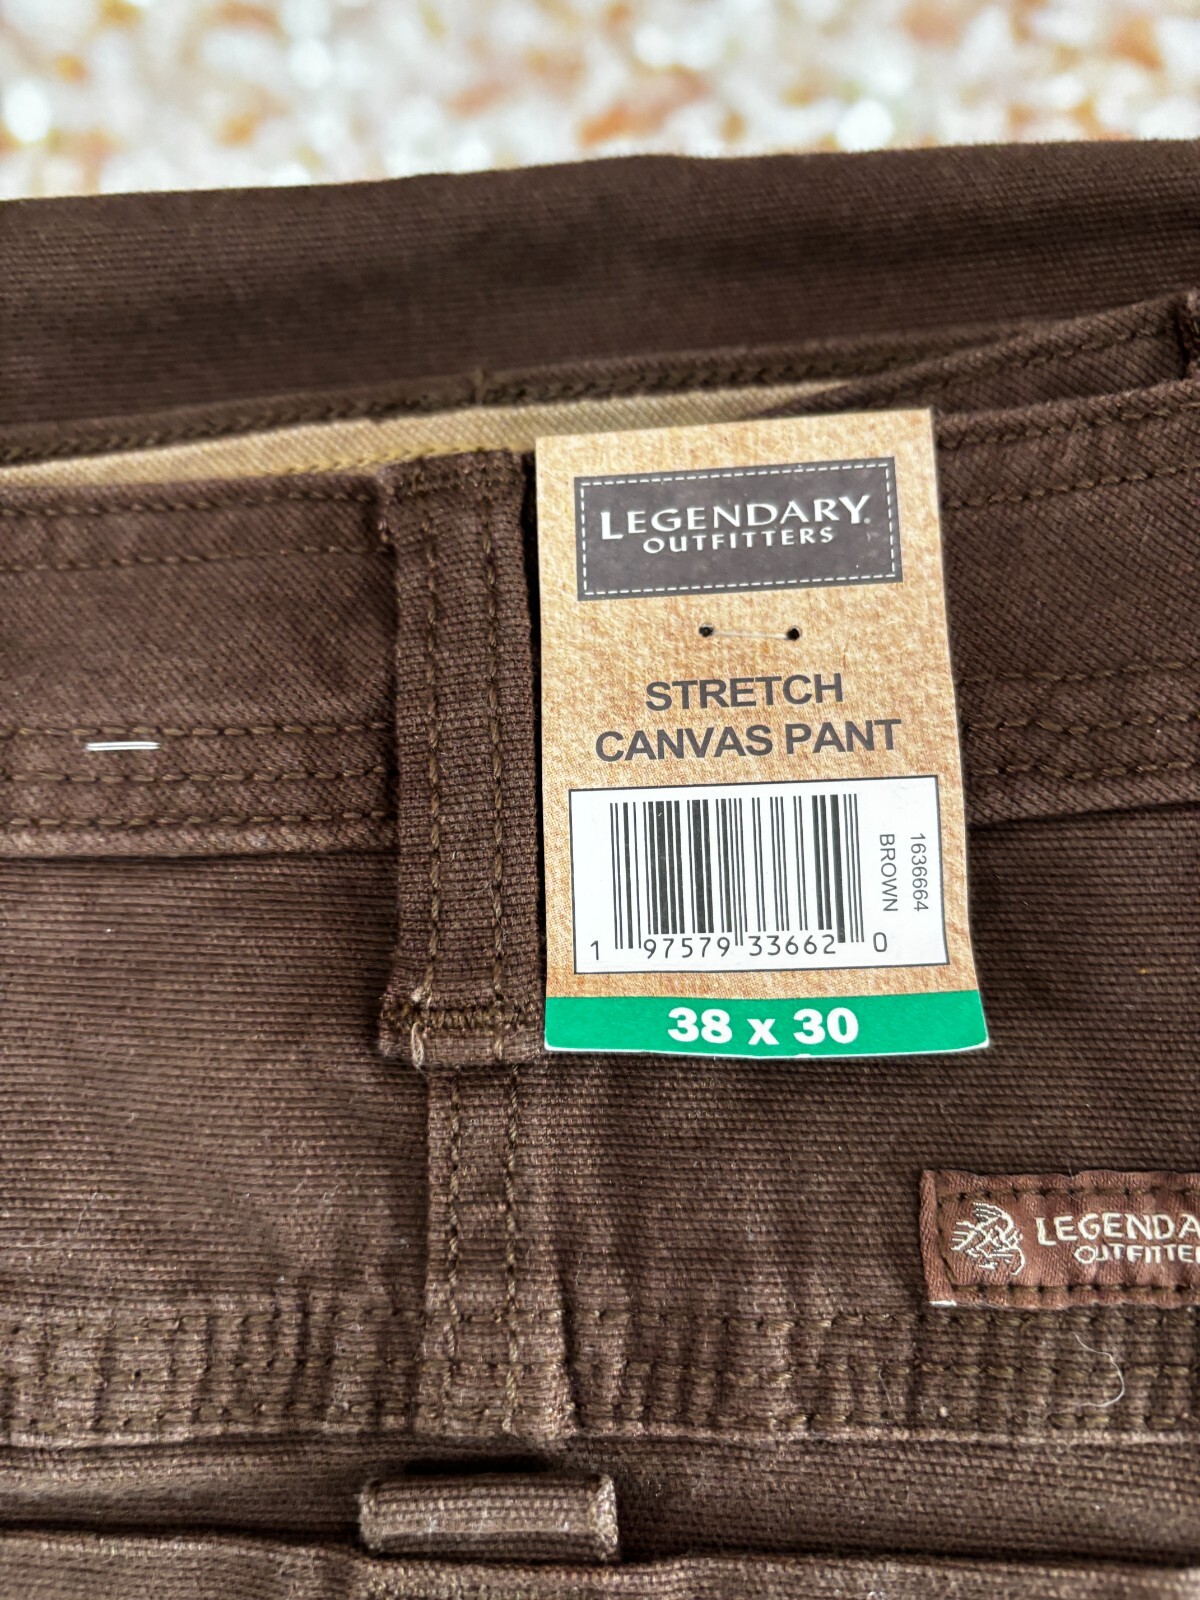 LEGENDARY
OUTFITTERS
STRETCH
CANVAS PANT
1636664
BROWN
1 97579 33662 0
38 x 30
LEGENDA
OUTFITTE